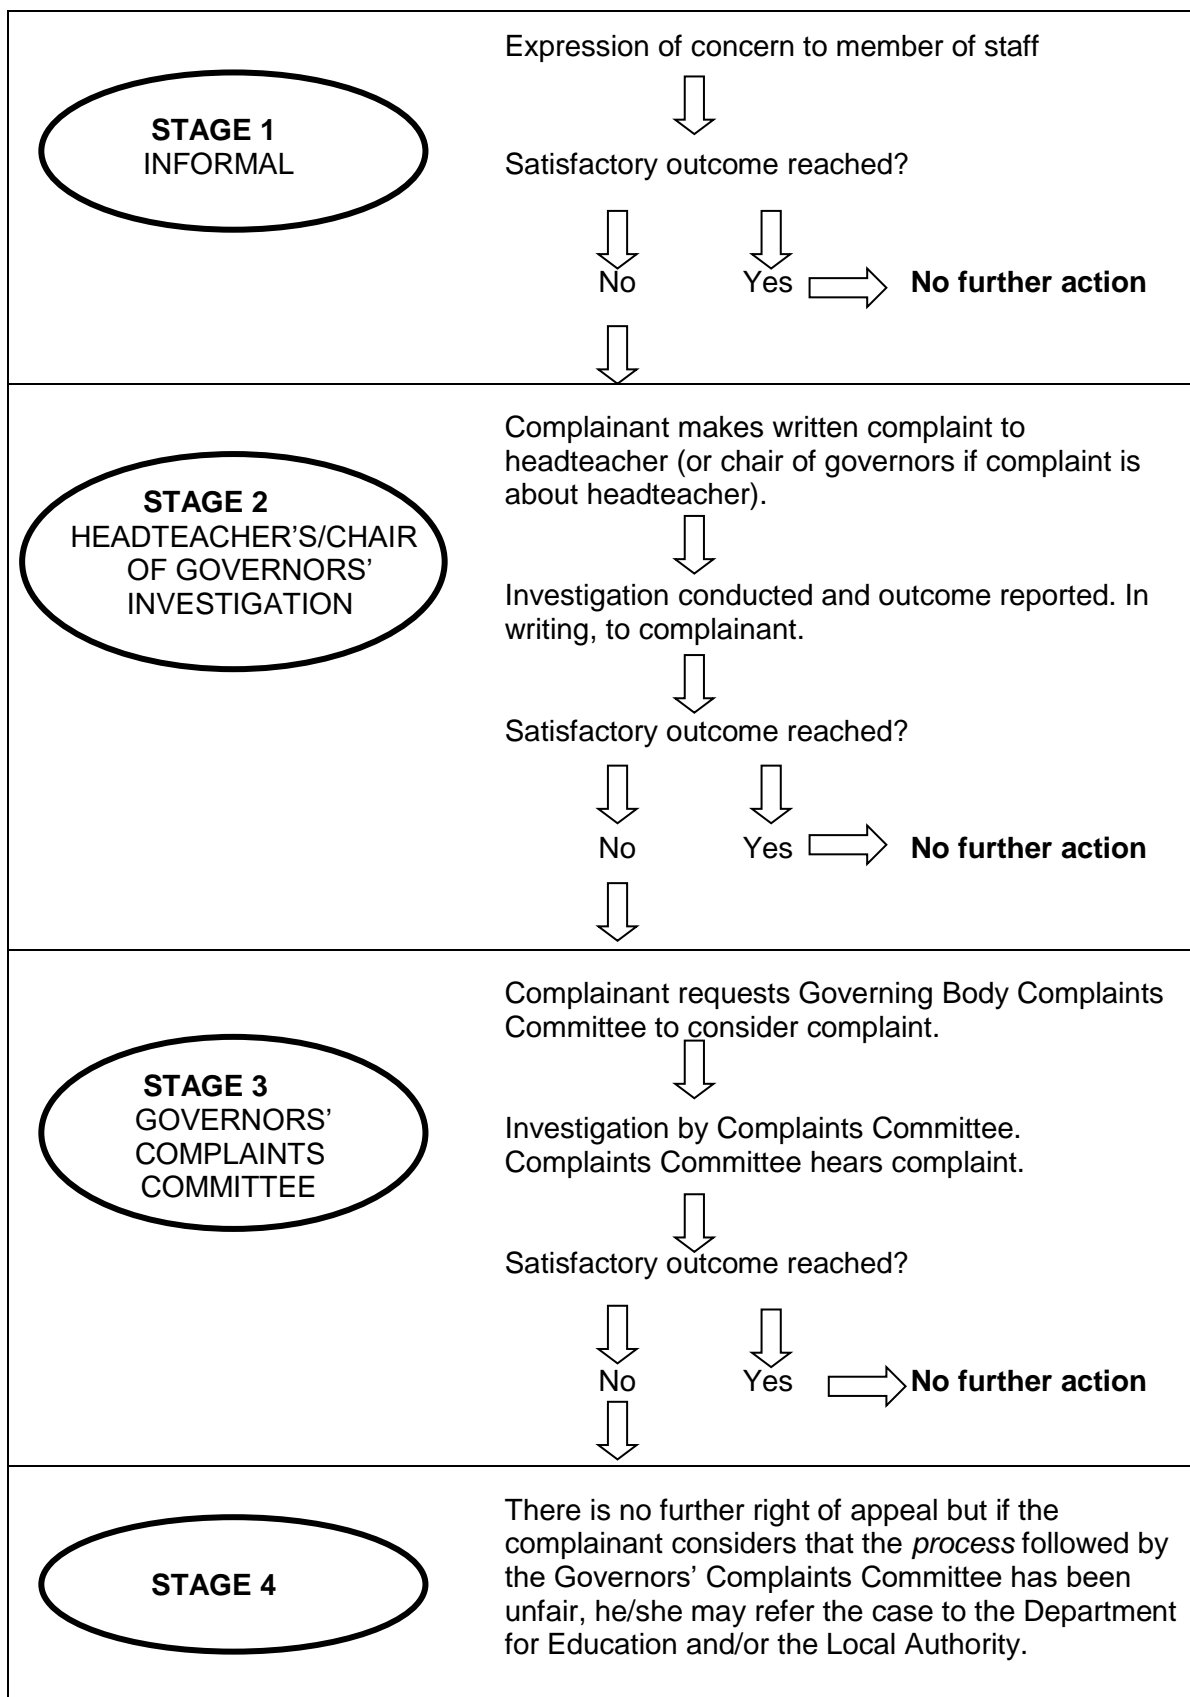 Expression of concern to member of staff
STAGE 1
INFORMAL
Satisfactory outcome reached?
No
Yes
No further action
Complainant makes written complaint to
headteacher (or chair of governors if complaint is
about headteacher).
STAGE 2
HEADTEACHER'S/CHAIR
OF GOVERNORS'
INVESTIGATION
Investigation conducted and outcome reported. In
writing, to complainant.
Satisfactory outcome reached?
No
Yes
No further action
Complainant requests Governing Body Complaints
Committee to consider complaint.
STAGE 3
GOVERNORS'
COMPLAINTS
COMMITTEE
Investigation by Complaints Committee.
Complaints Committee hears complaint.
Satisfactory outcome reached?
No
Yes
No further action
STAGE 4
There is no further right of appeal but if the
complainant considers that the process followed by
the Governors' Complaints Committee has been
unfair, he/she may refer the case to the Department
for Education and/or the Local Authority.